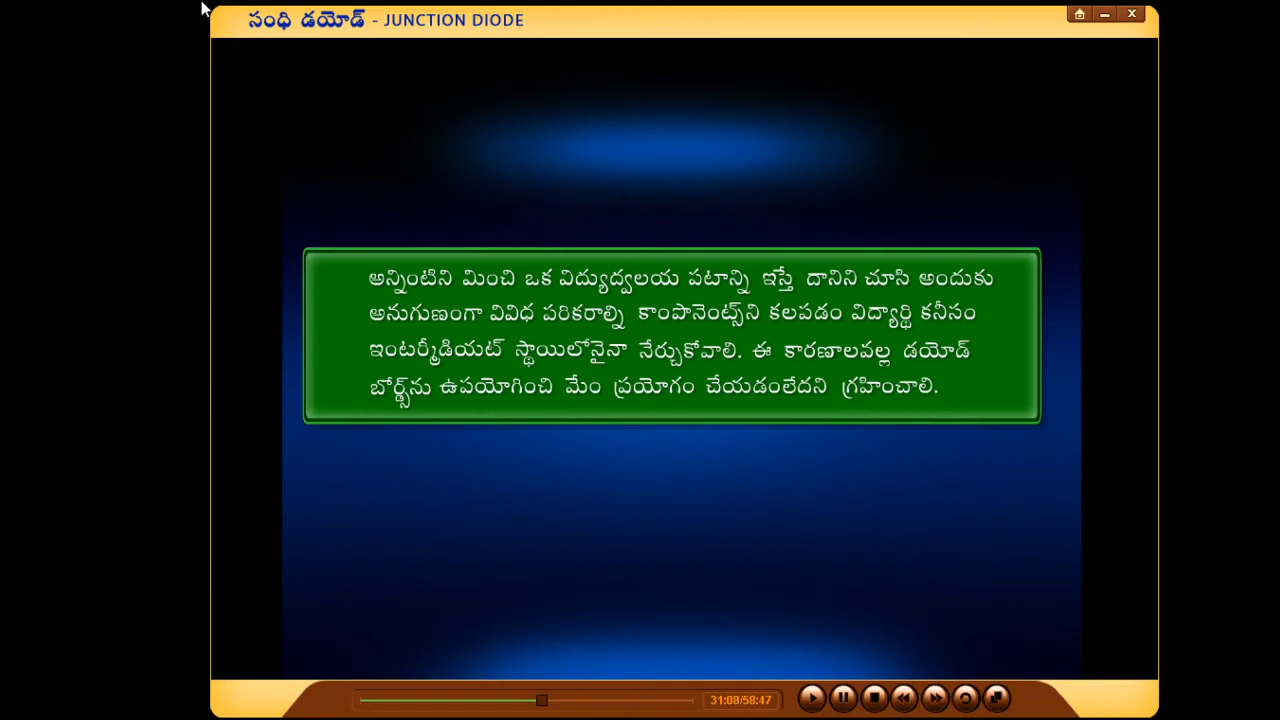 సంధి డయోడ్ - JUNCTION DIODE
అన్నింటిని మించి ఒక విద్యుద్వలయ పటాన్ని ఇస్తే దానిని చూసి అందుకు
అనుగుణంగా వివిధ పరికరాల్ని కాంపొనెంట్స్‌ని కలపడం విద్యార్థి కనీసం
ఇంటర్మీడియట్ స్థాయిలోనైనా నేర్చుకోవాలి. ఈ కారణాలవల్ల డయోడ్
బోర్డ్స్‌ను ఉపయోగించి మేం ప్రయోగం చేయడంలేదని గ్రహించాలి.
31:08/58:47